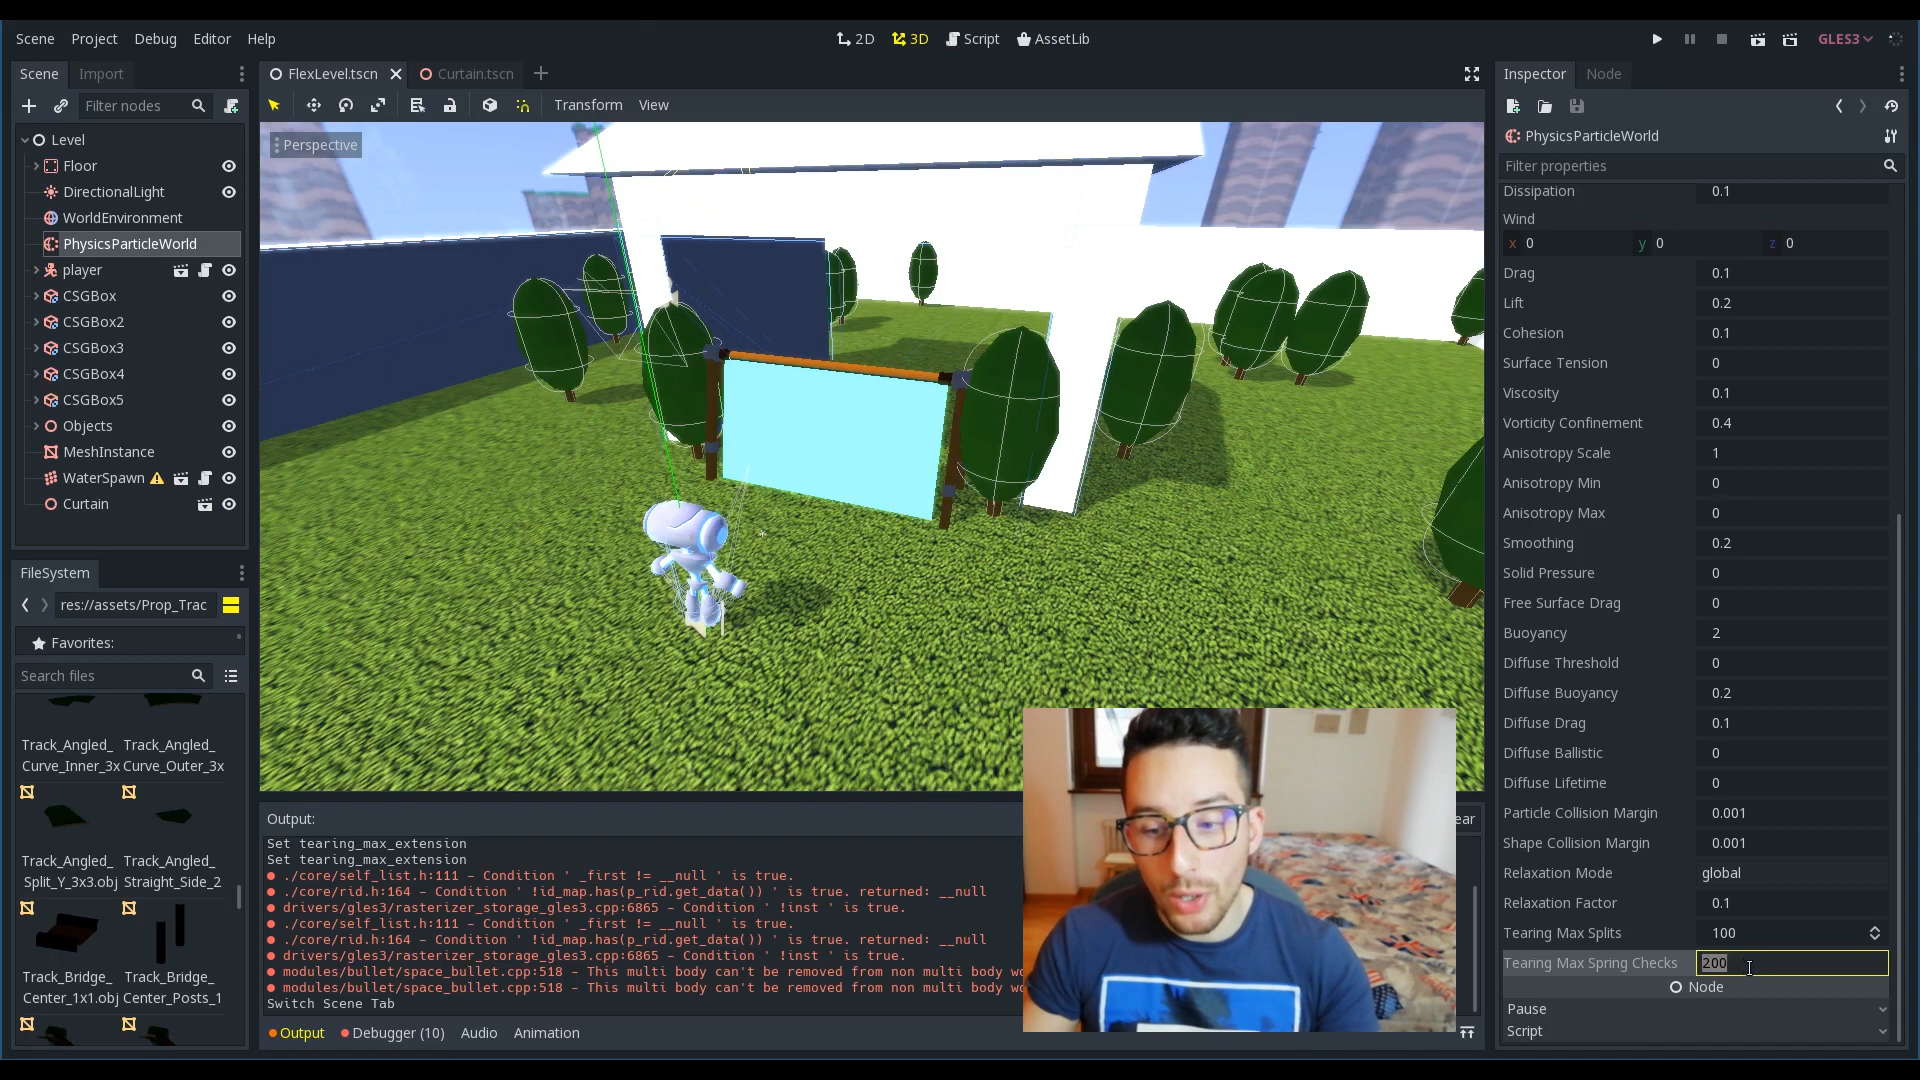 Scene Project Debug Editor Help
2D 3D Script AssetLib
GLES3
Scene Import
Filter nodes
Level
Floor
DirectionalLight
WorldEnvironment
PhysicsParticleWorld
player
CSGBox
CSGBox2
CSGBox3
CSGBox4
CSGBox5
Objects
MeshInstance
WaterSpawn
Curtain
FileSystem
res://assets/Prop_Trac
Favorites:
Search files
Track_Angled_ Track_Angled_
Curve_Inner_3x Curve_Outer_3x
Track_Angled_ Track_Angled_
Split_Y_3x3.obj Straight_Side_2
Track_Bridge_ Track_Bridge_
Center_1x1.obj Center_Posts_1
FlexLevel.tscn Curtain.tscn
Transform View
Perspective
Output:
ear
Set tearing_max_extension
Set tearing_max_extension
./core/self_list.h:111 - Condition ' _first != __null ' is true.
./core/rid.h:164 - Condition ' !id_map.has(p_rid.get_data()) ' is true. returned: __null
drivers/gles3/rasterizer_storage_gles3.cpp:6865 - Condition ' !inst ' is true.
./core/self_list.h:111 - Condition ' _first != __null ' is true.
./core/rid.h:164 - Condition ' !id_map.has(p_rid.get_data()) ' is true. returned: __null
drivers/gles3/rasterizer_storage_gles3.cpp:6865 - Condition ' !inst ' is true.
modules/bullet/space_bullet.cpp:518 - This multi body can't be removed from non multi body wo
modules/bullet/space_bullet.cpp:518 - This multi body can't be removed from non multi body wo
Switch Scene Tab
Output Debugger (10) Audio Animation
Inspector Node
PhysicsParticleWorld
Filter properties
Dissipation 0.1
Wind
x 0 y 0 z 0
Drag 0.1
Lift 0.2
Cohesion 0.1
Surface Tension 0
Viscosity 0.1
Vorticity Confinement 0.4
Anisotropy Scale 1
Anisotropy Min 0
Anisotropy Max 0
Smoothing 0.2
Solid Pressure 0
Free Surface Drag 0
Buoyancy 2
Diffuse Threshold 0
Diffuse Buoyancy 0.2
Diffuse Drag 0.1
Diffuse Ballistic 0
Diffuse Lifetime 0
Particle Collision Margin 0.001
Shape Collision Margin 0.001
Relaxation Mode global
Relaxation Factor 0.1
Tearing Max Splits 100
Tearing Max Spring Checks 200
Node
Pause
Script